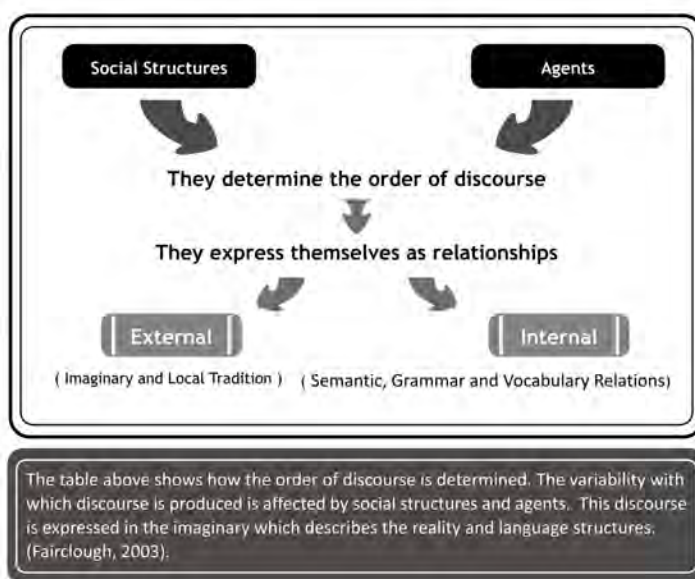 Social Structures
Agents
They determine the order of discourse
They express themselves as relationships
External
Internal
( Imaginary and Local Tradition )
( Semantic, Grammar and Vocabulary Relations)
The table above shows how the order of discourse is determined. The variability with
which discourse is produced is affected by social structures and agents. This discourse
is expressed in the imaginary which describes the reality and language structures.
(Fairclough, 2003).